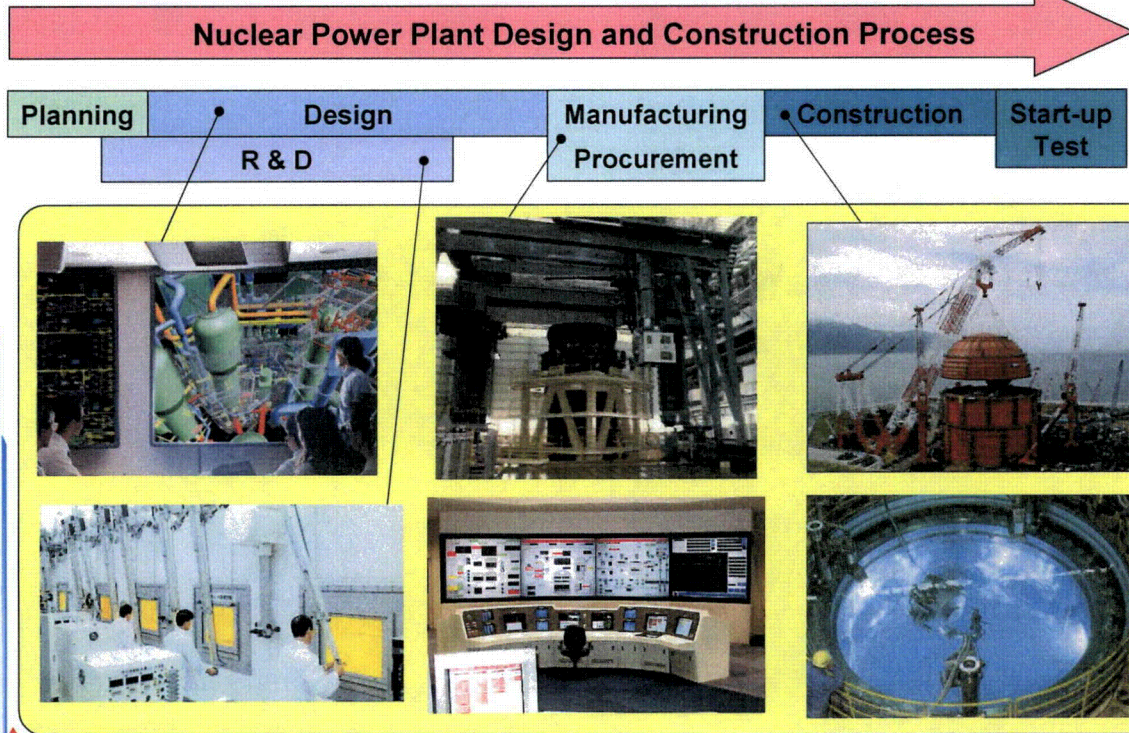 Nuclear Power Plant Design and Construction Process
Planning
Design
R & D
Manufacturing
Procurement
Construction
Start-up
Test